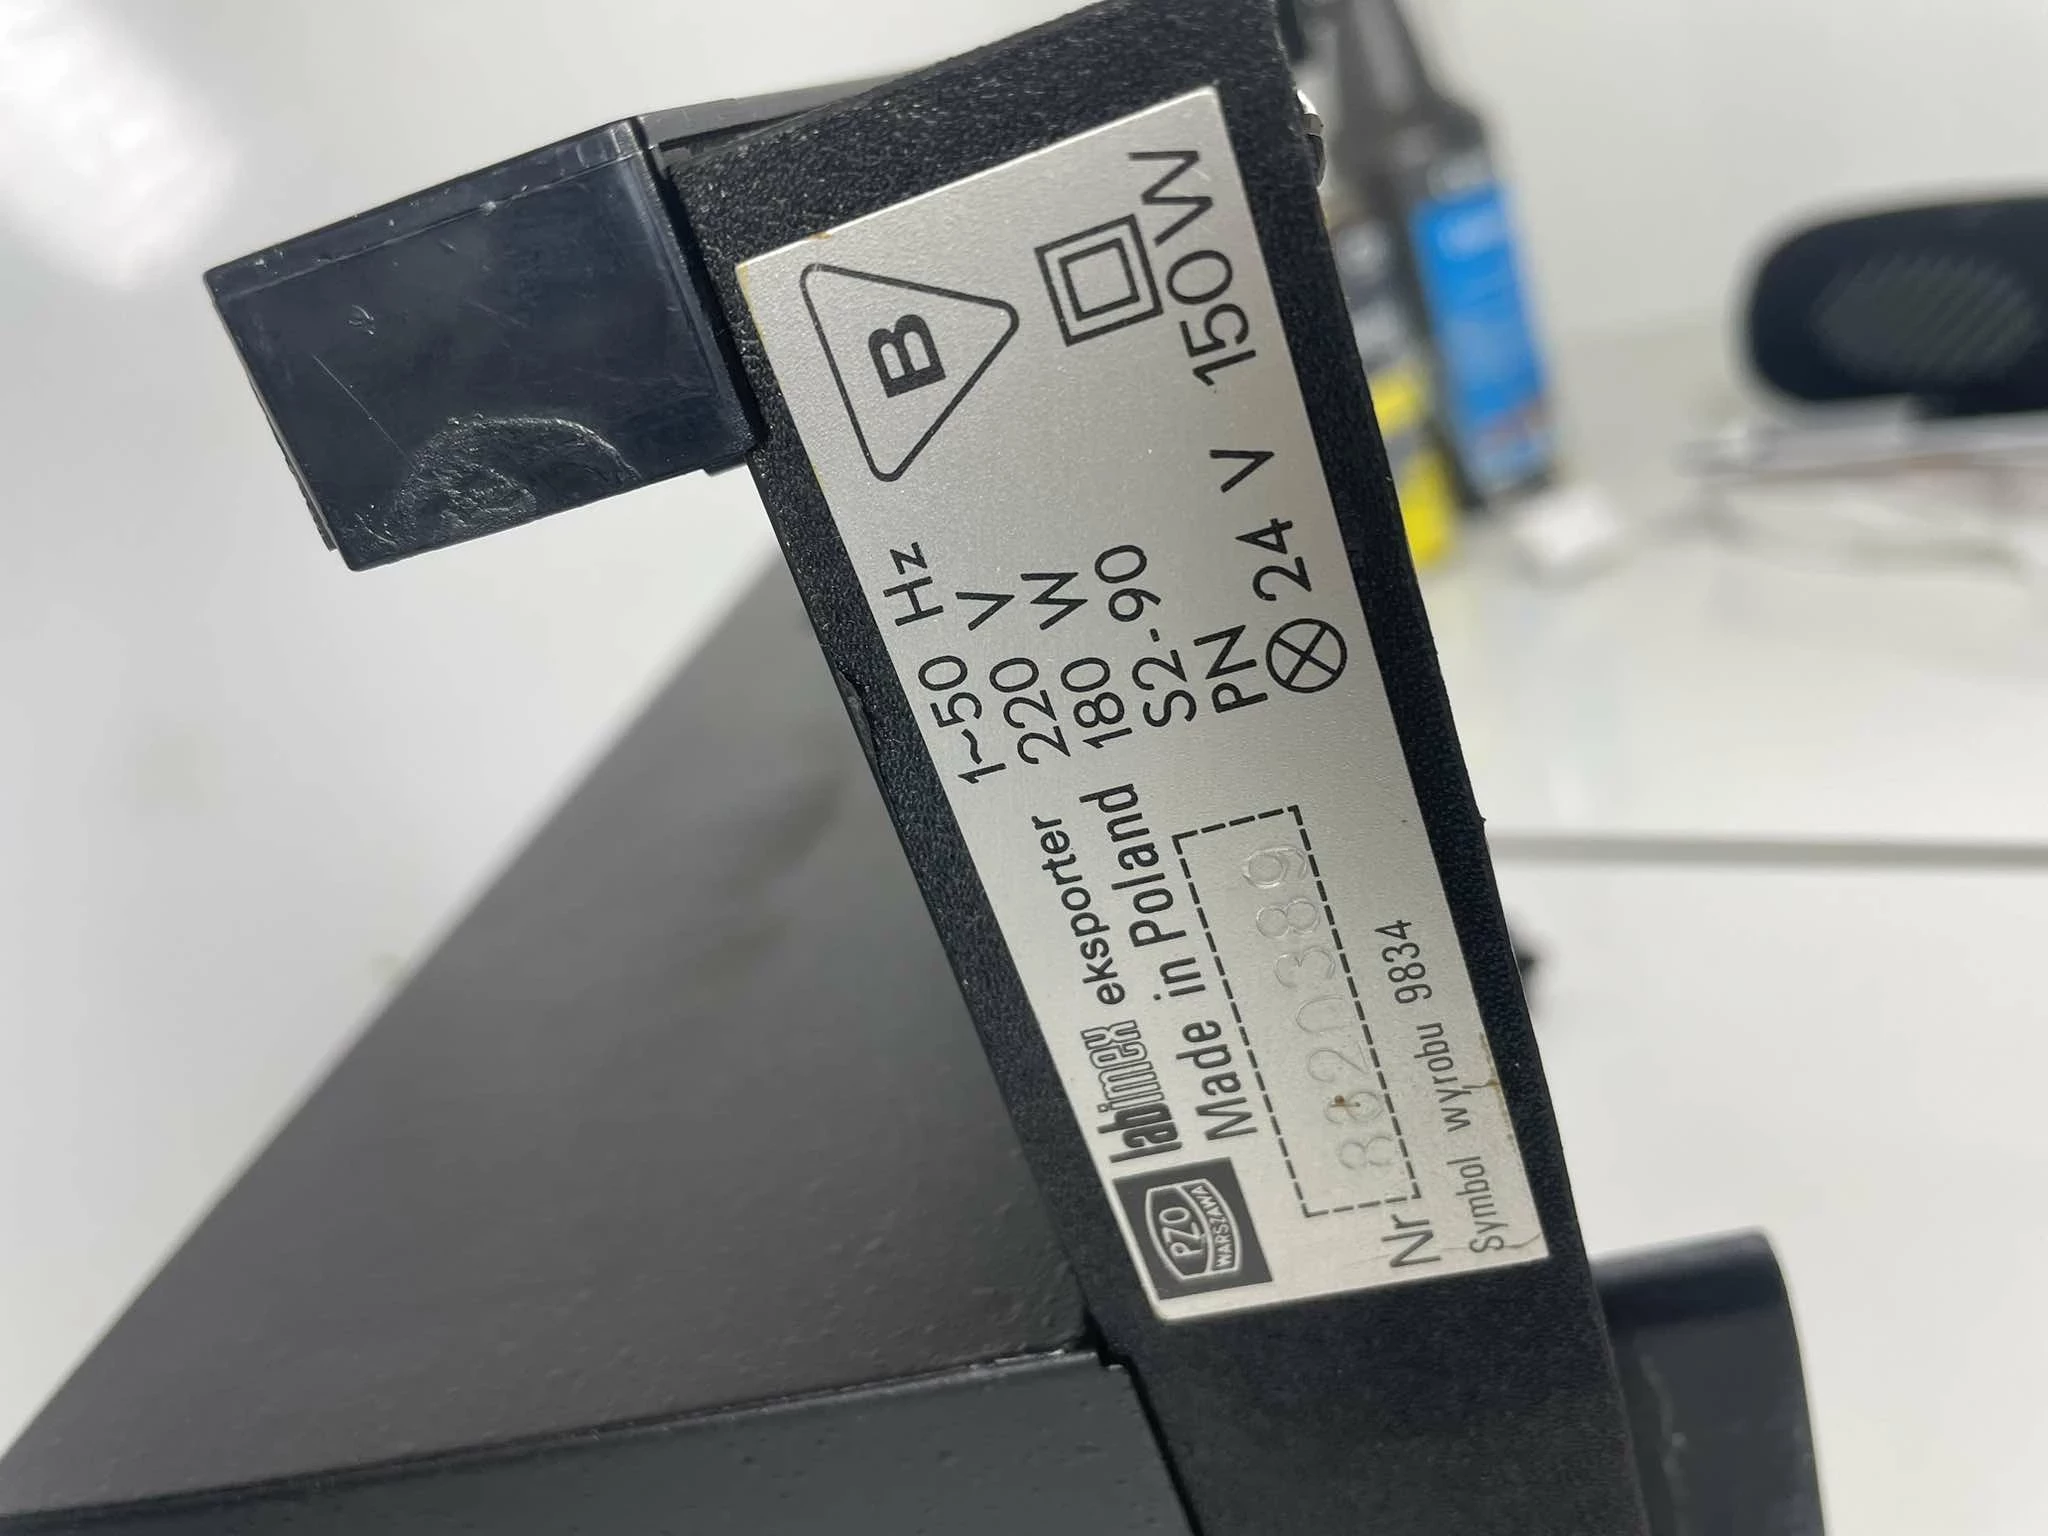 PZO
WARSZAWA
labimex eksporter
Made in Poland
Nr 8820389
Symbol wyrobu 9834
1~50 Hz
220 V
180 W
S2-90
PN
24 V 150W
B